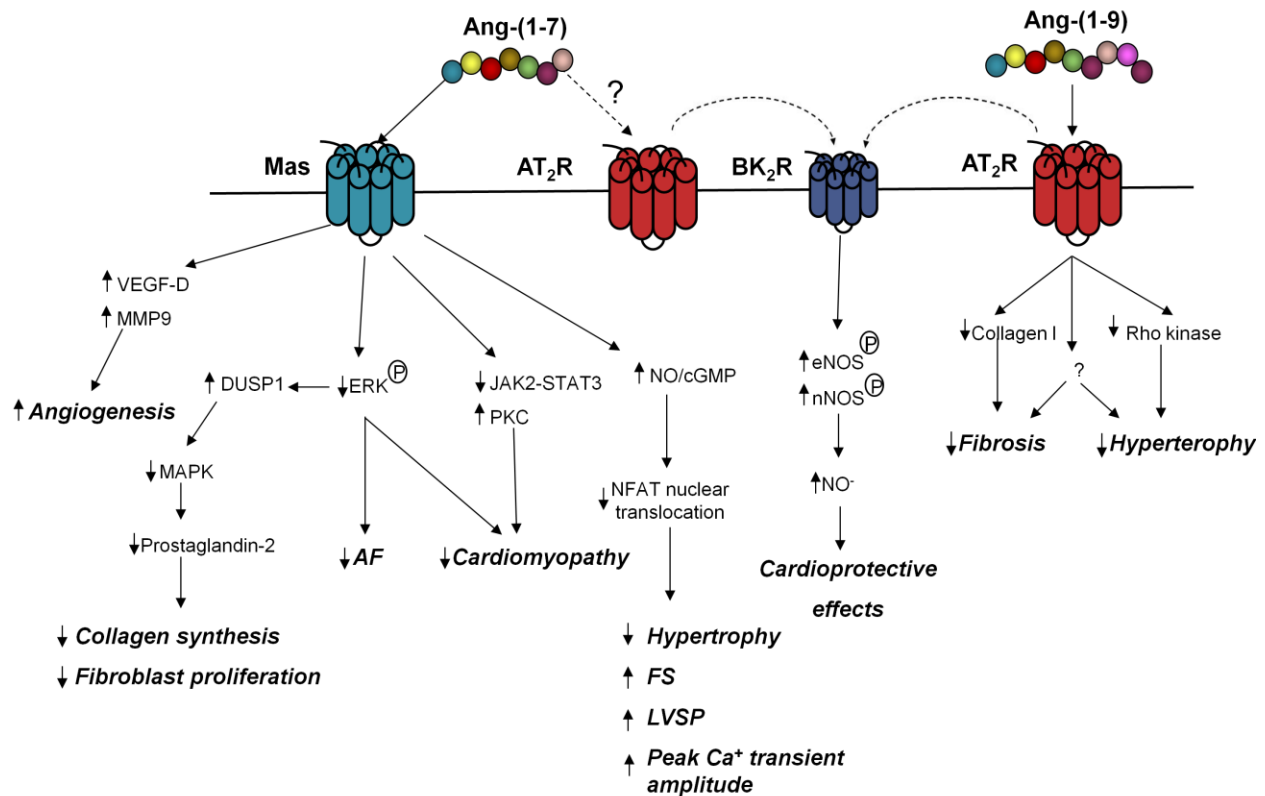 Ang-(1-7)
Ang-(1-9)
?
Mas
AT₂R
BK₂R
AT₂R
↑ VEGF-D
↑ MMP9
↑ Angiogenesis
↑ DUSP1
↓ERK Ⓟ
↓JAK2-STAT3
↑ PKC
↑ NO/cGMP
↑eNOS Ⓟ
↑nNOS Ⓟ
↓Collagen I
↓ Rho kinase
?
↓Fibrosis
↓Hyperterophy
↓MAPK
↓Prostaglandin-2
↓ Collagen synthesis
↓ Fibroblast proliferation
↓AF
↓Cardiomyopathy
↓ NFAT nuclear
translocation
↑NO⁻
Cardioprotective
effects
↓ Hypertrophy
↑ FS
↑ LVSP
↑ Peak Ca⁺ transient
amplitude